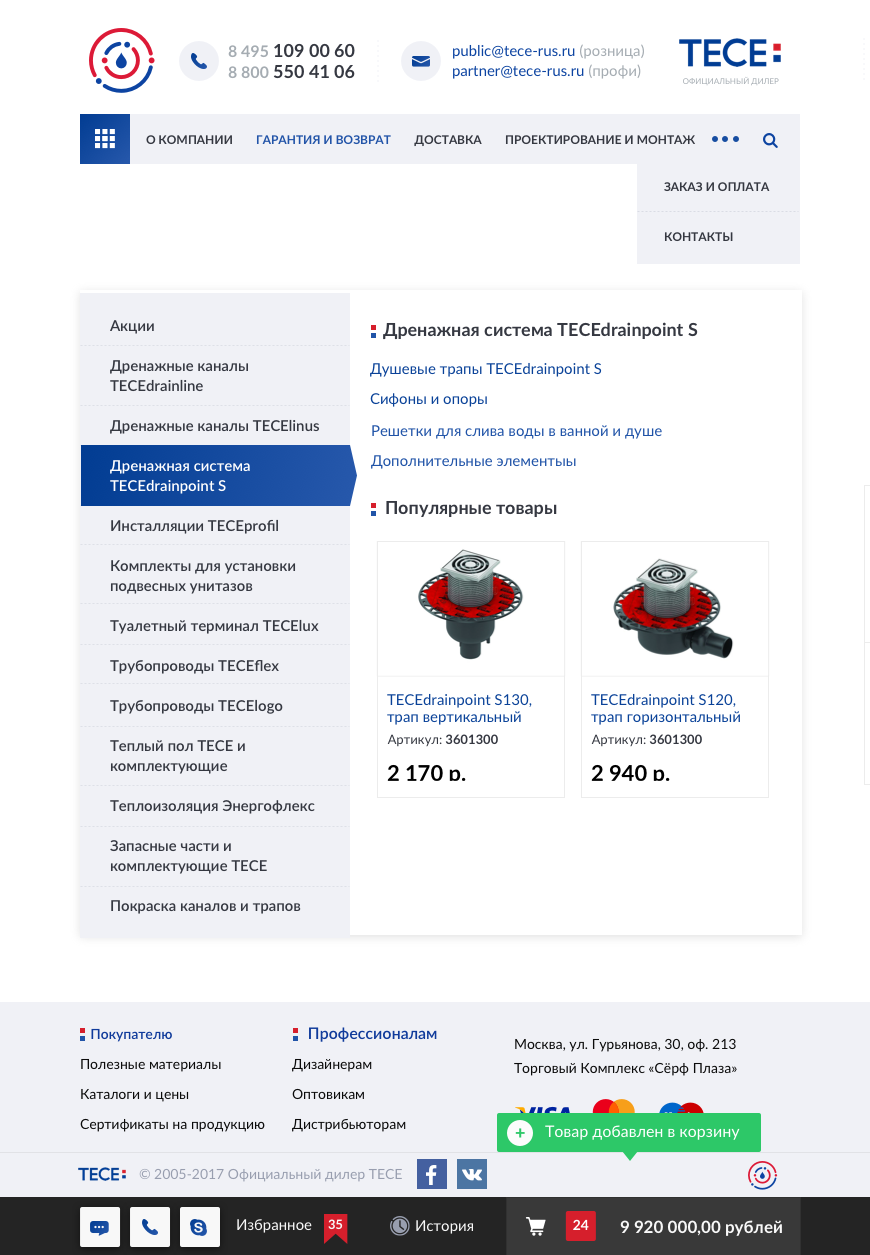 8 495 109 00 60
8 800 550 41 06
public@tece-rus.ru (розница)
partner@tece-rus.ru (профи)
TECE
ОФИЦИАЛЬНЫЙ ДИЛЕР
О КОМПАНИИ ГАРАНТИЯ И ВОЗВРАТ ДОСТАВКА ПРОЕКТИРОВАНИЕ И МОНТАЖ
ЗАКАЗ И ОПЛАТА
КОНТАКТЫ
Акции
Дренажные каналы
TECEdrainline
Дренажные каналы TECElinus
Дренажная система
TECEdrainpoint S
Инсталляции TECEprofil
Комплекты для установки
подвесных унитазов
Туалетный терминал TECElux
Трубопроводы TECEflex
Трубопроводы TECElogo
Теплый пол TECE и
комплектующие
Теплоизоляция Энергофлекс
Запасные части и
комплектующие TECE
Покраска каналов и трапов
Дренажная система TECEdrainpoint S
Душевые трапы TECEdrainpoint S
Сифоны и опоры
Решетки для слива воды в ванной и душе
Дополнительные элементыы
Популярные товары
TECEdrainpoint S130,
трап вертикальный
Артикул: 3601300
2 170 р.
TECEdrainpoint S120,
трап горизонтальный
Артикул: 3601300
2 940 р.
Покупателю
Полезные материалы
Каталоги и цены
Сертификаты на продукцию
Профессионалам
Дизайнерам
Оптовикам
Дистрибьюторам
Москва, ул. Гурьянова, 30, оф. 213
Торговый Комплекс «Сёрф Плаза»
VISA
Товар добавлен в корзину
TECE © 2005-2017 Официальный дилер TECE
Избранное 35 История 24 9 920 000,00 рублей